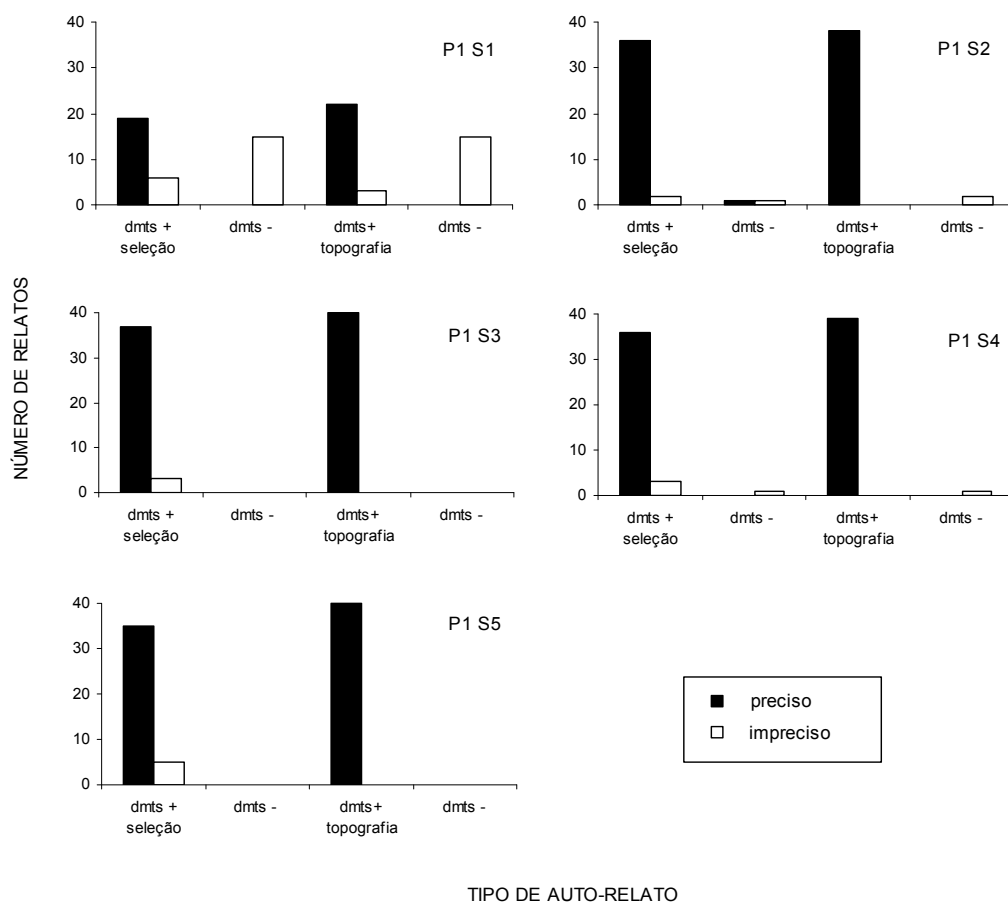 P1 S1
40
30
20
10
0
dmts + dmts - dmts+ dmts -
seleção topografia
P1 S2
40
30
20
10
0
dmts + dmts - dmts+ dmts -
seleção topografia
NÚMERO DE RELATOS
P1 S3
40
30
20
10
0
dmts + dmts - dmts+ dmts -
seleção topografia
P1 S4
40
30
20
10
0
dmts + dmts - dmts+ dmts -
seleção topografia
P1 S5
40
30
20
10
0
dmts + dmts - dmts+ dmts -
seleção topografia
preciso
impreciso
TIPO DE AUTO-RELATO